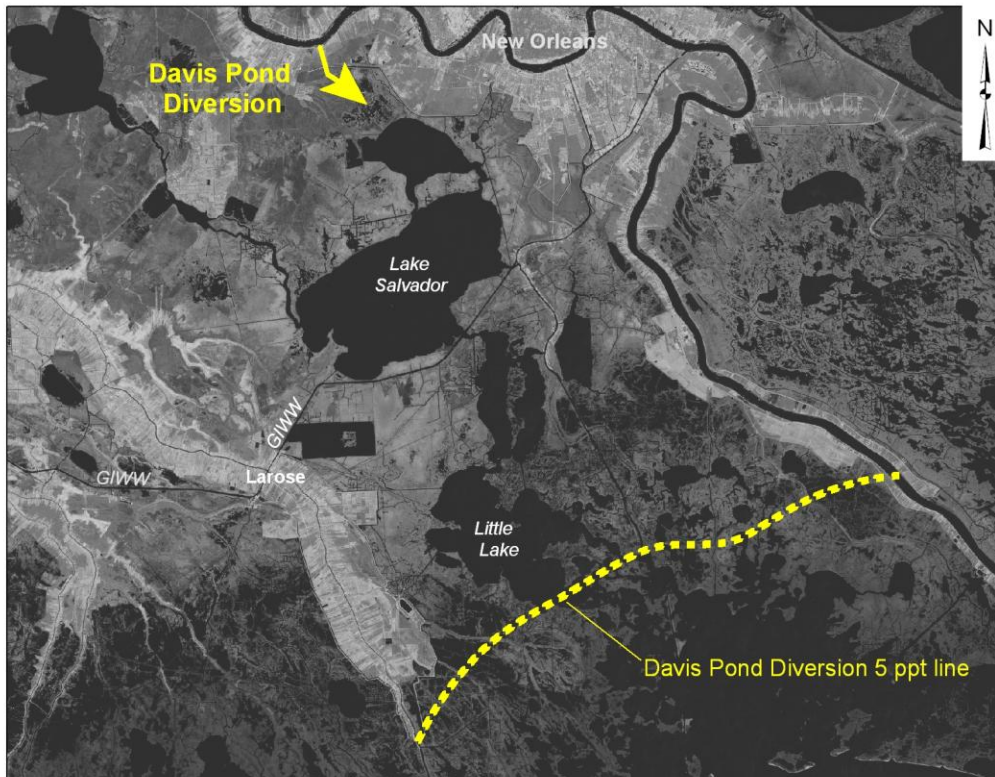 New Orleans
N
Davis Pond
Diversion
Lake
Salvador
GIWW
GIWW
Larose
Little
Lake
Davis Pond Diversion 5 ppt line